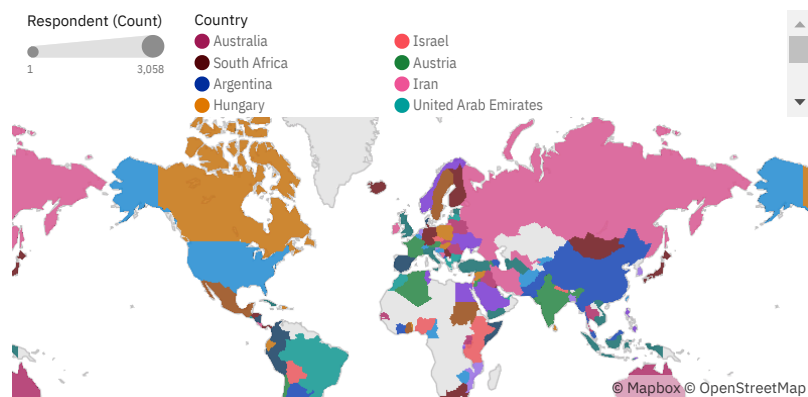 Respondent (Count)
1
3,058
Country
Australia
South Africa
Argentina
Hungary
Israel
Austria
Iran
United Arab Emirates
© Mapbox © OpenStreetMap